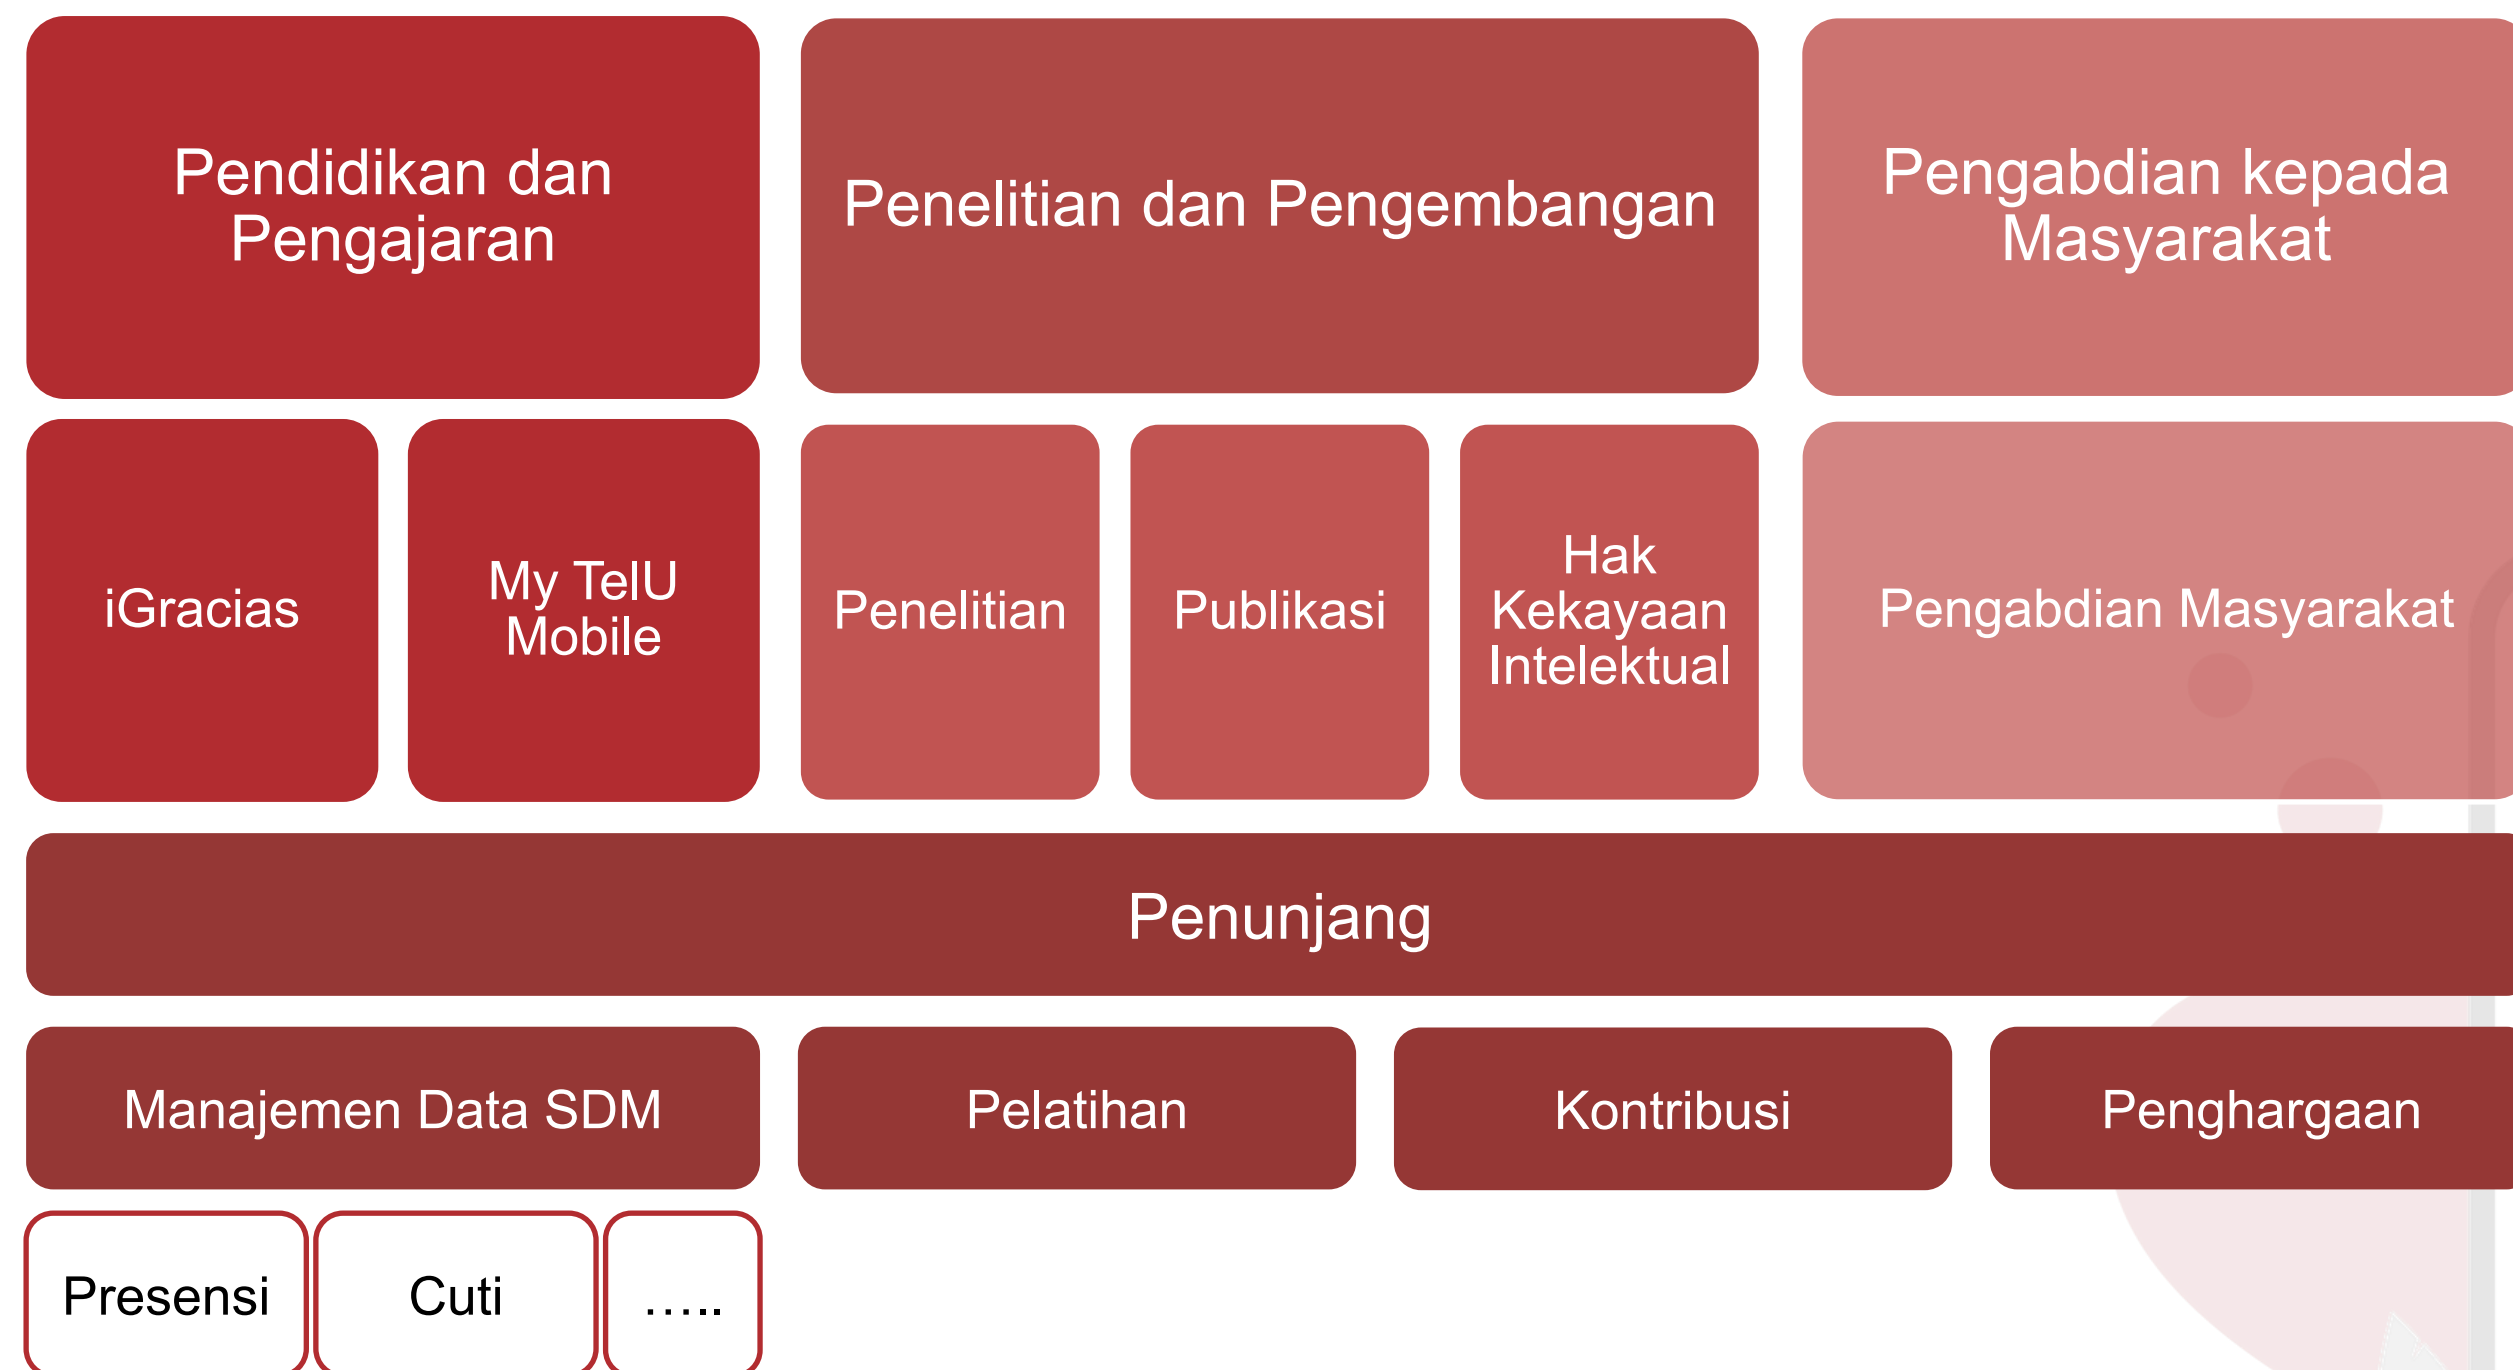 Pendidikan dan
Pengajaran
Penelitian dan Pengembangan
Pengabdian kepada
Masyarakat
iGracias
My TelU
Mobile
Penelitian
Publikasi
Hak
Kekayaan
Intelektual
Pengabdian Masyarakat
Penunjang
Manajemen Data SDM
Pelatihan
Kontribusi
Penghargaan
Presensi
Cuti
…..